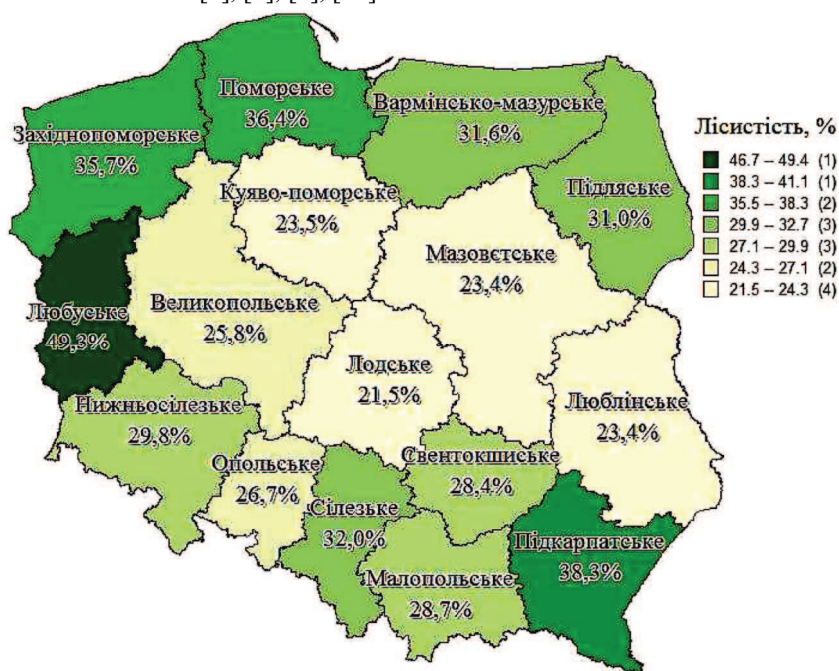 Поморське
36,4%
Західнопоморське
35,7%
Вармінсько-мазурське
31,6%
Підляське
31,0%
Куяво-поморське
23,5%
Мазовєтське
23,4%
Любуське
49,3%
Великопольське
25,8%
Лодське
21,5%
Люблінське
23,4%
Нижньосілезьке
29,8%
Опольське
26,7%
Свентокшиське
28,4%
Сілезьке
32,0%
Підкарпатське
38,3%
Малопольське
28,7%
Лісистість, %
46.7 – 49.4 (1)
38.3 – 41.1 (1)
35.5 – 38.3 (2)
29.9 – 32.7 (3)
27.1 – 29.9 (3)
24.3 – 27.1 (2)
21.5 – 24.3 (4)